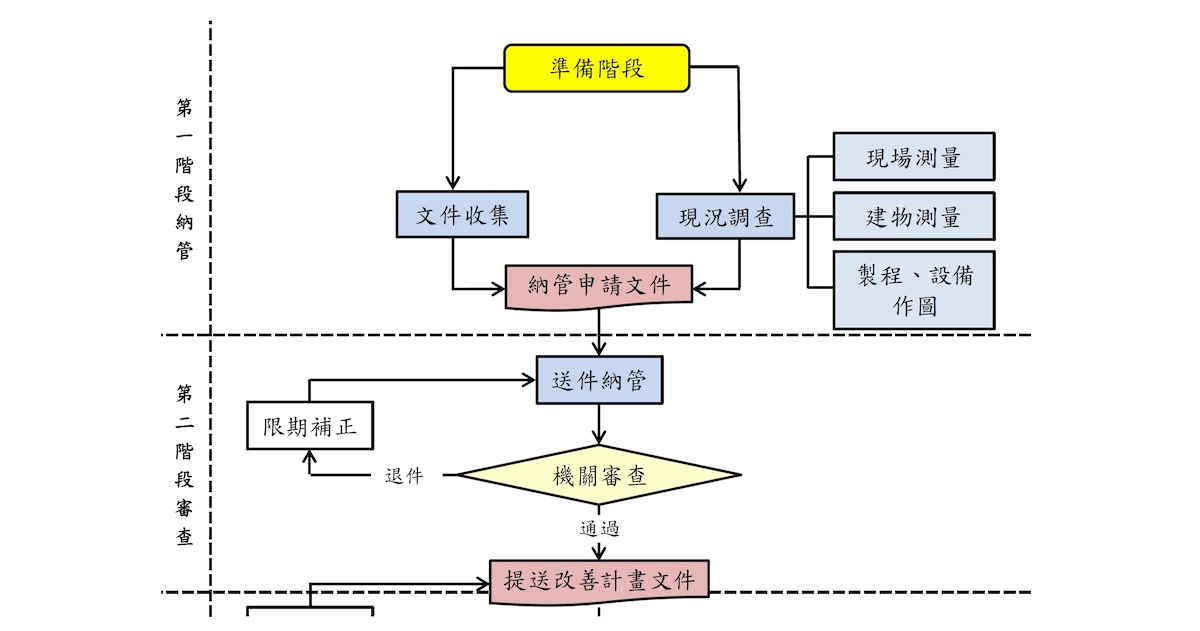 第一階段納管
準備階段
文件收集
現況調查
現場測量
建物測量
製程、設備
作圖
納管申請文件
第二階段審查
送件納管
限期補正
機關審查
退件
通過
提送改善計畫文件